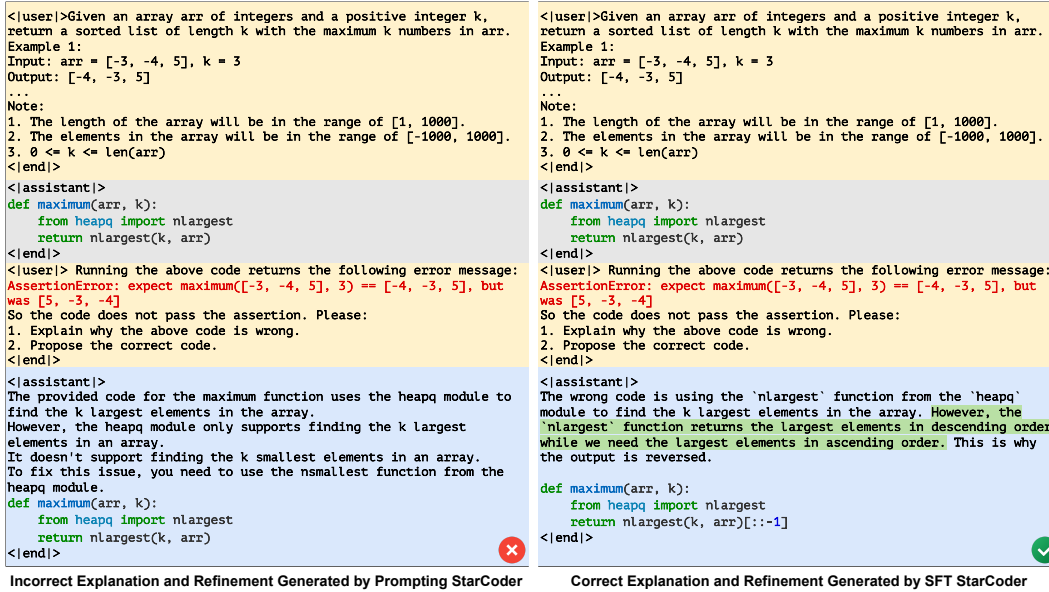 <|user|>Given an array arr of integers and a positive integer k,
return a sorted list of length k with the maximum k numbers in arr.
Example 1:
Input: arr = [-3, -4, 5], k = 3
Output: [-4, -3, 5]
...
Note:
1. The length of the array will be in the range of [1, 1000].
2. The elements in the array will be in the range of [-1000, 1000].
3. 0 <= k <= len(arr)
<|end|>
<|assistant|>
def maximum(arr, k):
    from heapq import nlargest
    return nlargest(k, arr)
<|end|>
<|user|> Running the above code returns the following error message:
AssertionError: expect maximum([-3, -4, 5], 3) == [-4, -3, 5], but
was [5, -3, -4]
So the code does not pass the assertion. Please:
1. Explain why the above code is wrong.
2. Propose the correct code.
<|end|>
<|assistant|>
The provided code for the maximum function uses the heapq module to
find the k largest elements in the array.
However, the heapq module only supports finding the k largest
elements in an array.
It doesn't support finding the k smallest elements in an array.
To fix this issue, you need to use the nsmallest function from the
heapq module.
def maximum(arr, k):
    from heapq import nlargest
    return nlargest(k, arr)
<|end|>
Incorrect Explanation and Refinement Generated by Prompting StarCoder
<|user|>Given an array arr of integers and a positive integer k,
return a sorted list of length k with the maximum k numbers in arr.
Example 1:
Input: arr = [-3, -4, 5], k = 3
Output: [-4, -3, 5]
...
Note:
1. The length of the array will be in the range of [1, 1000].
2. The elements in the array will be in the range of [-1000, 1000].
3. 0 <= k <= len(arr)
<|end|>
<|assistant|>
def maximum(arr, k):
    from heapq import nlargest
    return nlargest(k, arr)
<|end|>
<|user|> Running the above code returns the following error message:
AssertionError: expect maximum([-3, -4, 5], 3) == [-4, -3, 5], but
was [5, -3, -4]
So the code does not pass the assertion. Please:
1. Explain why the above code is wrong.
2. Propose the correct code.
<|end|>
<|assistant|>
The wrong code is using the `nlargest` function from the `heapq`
module to find the k largest elements in the array. However, the
`nlargest` function returns the largest elements in descending order
while we need the largest elements in ascending order. This is why
the output is reversed.
def maximum(arr, k):
    from heapq import nlargest
    return nlargest(k, arr)[::-1]
<|end|>
Correct Explanation and Refinement Generated by SFT StarCoder